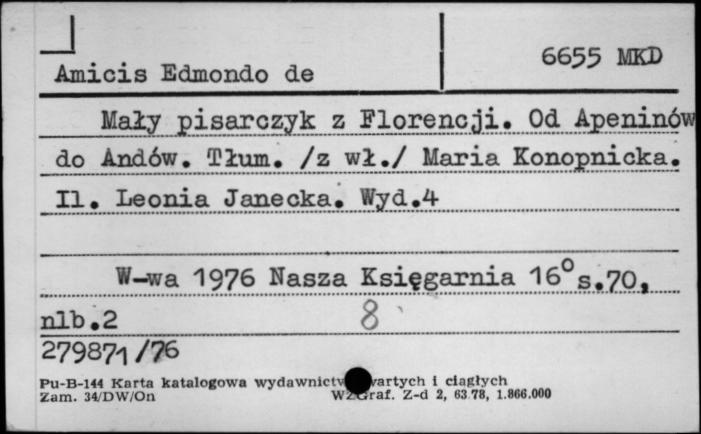 6655 MKD
Amicis Edmondo de
Mały pisarczyk z Florencji. Od Apeninów
do Andów. Tłum. /z wł./ Maria Konopnicka.
Il. Leonia Janecka. Wyd.4
W-wa 1976 Nasza Księgarnia 16° s.70,
nlb.2 8
279871/76
Pu-B-144 Karta katalogowa wydawnictw zwartych i ciągłych
Zam. 34/DW/On WZGraf. Z-d 2, 63.78, 1.866.000